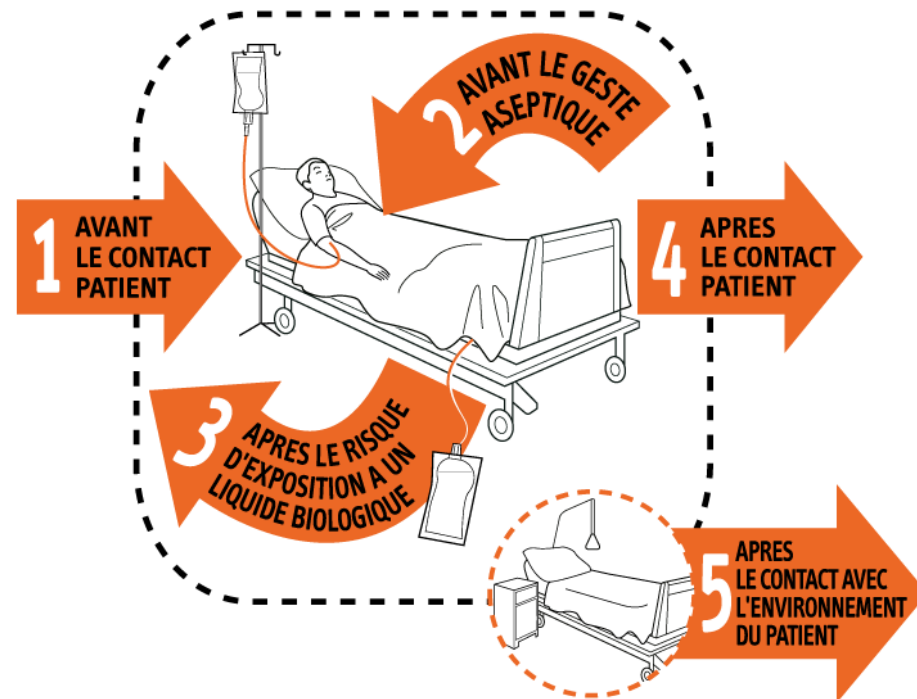 1
AVANT
LE CONTACT
PATIENT
2
AVANT LE GESTE
ASEPTIQUE
3
APRES LE RISQUE
D'EXPOSITION A UN
LIQUIDE BIOLOGIQUE
4
APRES
LE CONTACT
PATIENT
5
APRES
LE CONTACT AVEC
L'ENVIRONNEMENT
DU PATIENT